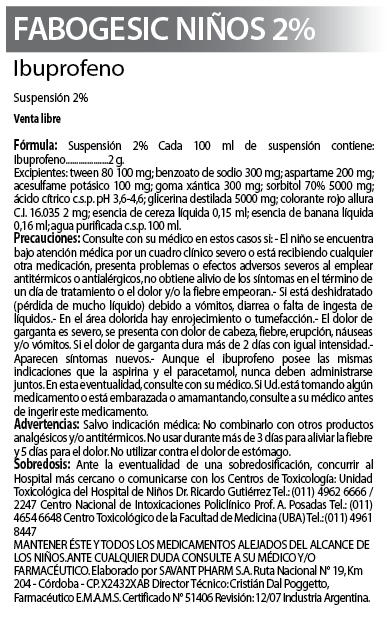 FABOGESIC NIÑOS 2%
Ibuprofeno
Suspensión 2%
Venta libre
Fórmula: Suspensión 2% Cada 100 ml de suspensión contiene:
Ibuprofeno....................2 g.
Excipientes: tween 80 100 mg; benzoato de sodio 300 mg; aspartame 200 mg;
acesulfame potásico 100 mg; goma xántica 300 mg; sorbitol 70% 5000 mg;
ácido cítrico c.s.p. pH 3,6-4,6; glicerina destilada 5000 mg; colorante rojo allura
C.I. 16.035 2 mg; esencia de cereza líquida 0,15 ml; esencia de banana líquida
0,16 ml; agua purificada c.s.p. 100 ml.
Precauciones: Consulte con su médico en estos casos si: - El niño se encuentra
bajo atención médica por un cuadro clínico severo o está recibiendo cualquier
otra medicación, presenta problemas o efectos adversos severos al emplear
antitérmicos o antialérgicos, no obtiene alivio de los síntomas en el término de
un día de tratamiento o el dolor y/o la fiebre empeoran.- Si está deshidratado
(pérdida de mucho líquido) debido a vómitos, diarrea o falta de ingesta de
líquidos.- En el área dolorida hay enrojecimiento o tumefacción.- El dolor de
garganta es severo, se presenta con dolor de cabeza, fiebre, erupción, náuseas
y/o vómitos. Si el dolor de garganta dura más de 2 días con igual intensidad.-
Aparecen síntomas nuevos.- Aunque el ibuprofeno posee las mismas
indicaciones que la aspirina y el paracetamol, nunca deben administrarse
juntos. En esta eventualidad, consulte con su médico. Si Ud. está tomando algún
medicamento o está embarazada o amamantando, consulte a su médico antes
de ingerir este medicamento.
Advertencias: Salvo indicación médica: No combinarlo con otros productos
analgésicos y/o antitérmicos. No usar durante más de 3 días para aliviar la fiebre
y 5 días para el dolor. No utilizar contra el dolor de estómago.
Sobredosis: Ante la eventualidad de una sobredosificación, concurrir al
Hospital más cercano o comunicarse con los Centros de Toxicología: Unidad
Toxicológica del Hospital de Niños Dr. Ricardo Gutiérrez Tel.: (011) 4962 6666 /
2247 Centro Nacional de Intoxicaciones Policlínico Prof. A. Posadas Tel.: (011)
4654 6648 Centro Toxicológico de la Facultad de Medicina (UBA) Tel.: (011) 4961
8447
MANTENER ÉSTE Y TODOS LOS MEDICAMENTOS ALEJADOS DEL ALCANCE DE
LOS NIÑOS. ANTE CUALQUIER DUDA CONSULTE A SU MÉDICO Y/O
FARMACÉUTICO. Elaborado por SAVANT PHARM S.A. Ruta Nacional N° 19, Km
204 - Córdoba - CP. X2432XAB Director Técnico: Cristián Dal Poggetto,
Farmacéutico E.M.A.M.S. Certificado N° 51406 Revisión: 12/07 Industria Argentina.